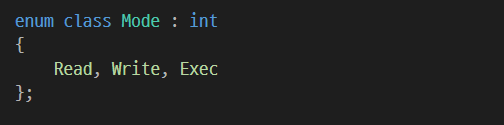 enum class Mode : int
{
    Read, Write, Exec
};